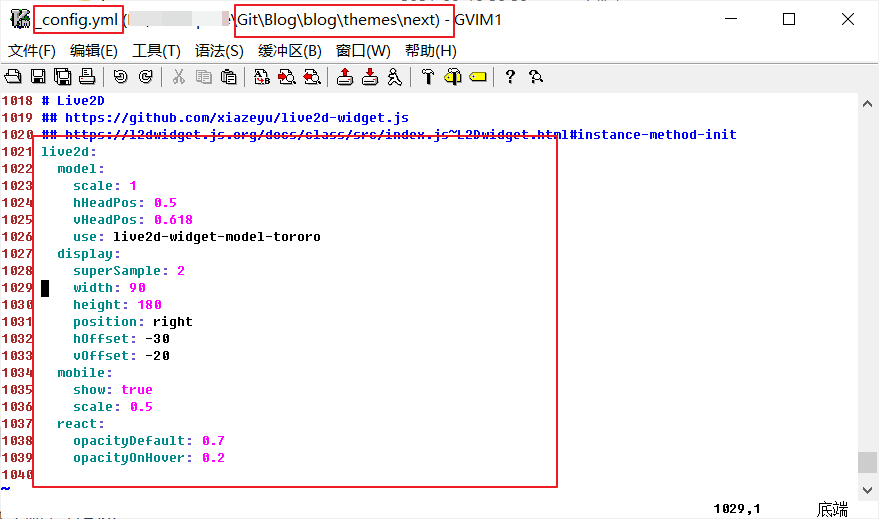 _config.yml (\Git\Blog\blog\themes\next) - GVIM1
文件(F) 编辑(E) 工具(T) 语法(S) 缓冲区(B) 窗口(W) 帮助(H)
1018 # Live2D
1019 ## https://github.com/xiazeyu/live2d-widget.js
1020 ## https://l2dwidget.js.org/docs/class/src/index.js~L2Dwidget.html#instance-method-init
1021 live2d:
1022   model:
1023     scale: 1
1024     hHeadPos: 0.5
1025     vHeadPos: 0.618
1026     use: live2d-widget-model-tororo
1027   display:
1028     superSample: 2
1029     width: 90
1030     height: 180
1031     position: right
1032     hOffset: -30
1033     vOffset: -20
1034   mobile:
1035     show: true
1036     scale: 0.5
1037   react:
1038     opacityDefault: 0.7
1039     opacityOnHover: 0.2
1040
~
1029,1 底端